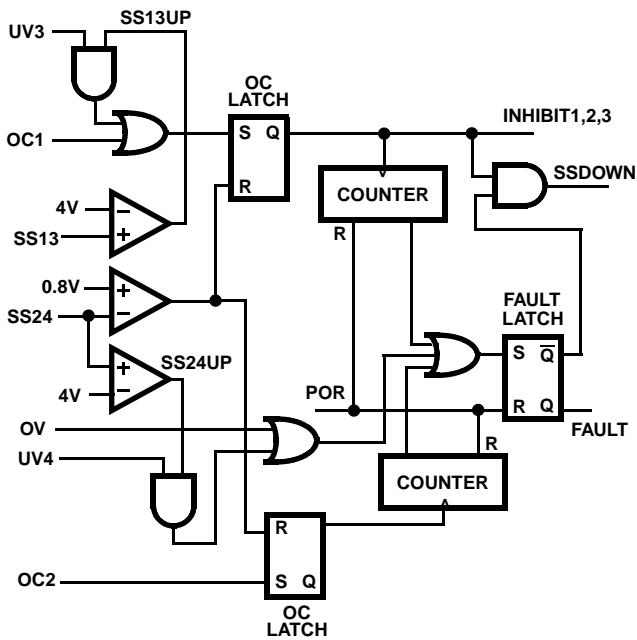 SS13UP
UV3
OC
LATCH
INHIBIT1,2,3
S Q
OC1
R
SSDOWN
COUNTER
4V
−
+
SS13
R
0.8V
+
−
SS24
FAULT
LATCH
S Q
SS24UP
+
4V
−
POR
R Q
FAULT
OV
R
UV4
COUNTER
R
OC2
S Q
OC
LATCH